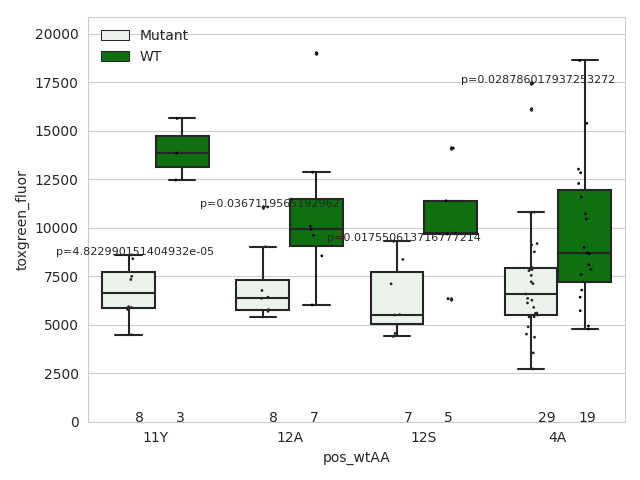 20000
17500
15000
12500
10000
7500
5000
2500
0
toxgreen_fluor
Mutant
WT
p=4.822990151404932e-05
p=0.0367119565192962
p=0.017550613716777214
p=0.028786017937253272
8 3 8 7 7 5 29 19
11Y 12A 12S 4A
pos_wtAA